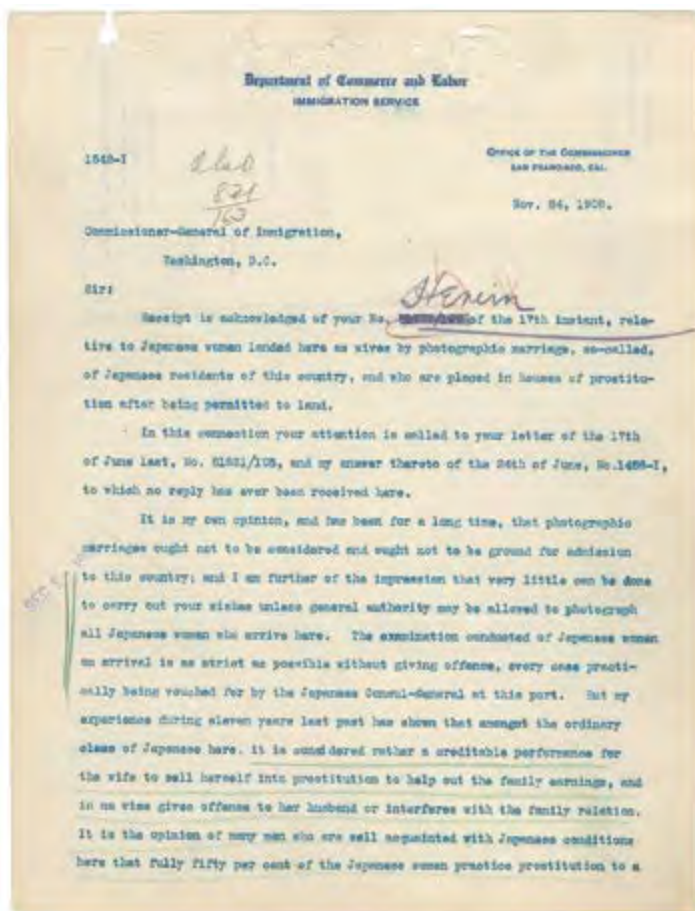 Department of Commerce and Labor
IMMIGRATION SERVICE
OFFICE OF THE COMMISSIONER
SAN FRANCISCO, CAL.
1548-I
Nov. 24, 1908.
Commissioner-General of Immigration,
Washington, D.C.
Sir:
Herein
Receipt is acknowledged of your No. of the 17th instant, rela-
tive to Japanese women landed here as wives by photographic marriage, so-called,
of Japanese residents of this country, and who are placed in houses of prostitu-
tion after being permitted to land.
In this connection your attention is called to your letter of the 17th
of June last, No. and my answer thereto of the 24th of June,
to which no reply has ever been received here.
It is my own opinion, and has been for a long time, that photographic
marriages ought not to be considered and ought not to be ground for admission
to this country; and I am further of the impression that very little can be done
to carry out your wishes unless general authority may be allowed to photograph
all Japanese women who arrive here. The examination conducted of Japanese women
on arrival is as strict as possible without giving offence, every case practi-
cally being vouched for by the Japanese Consul-General at this port. But my
experience during eleven years last past has shown that amongst the ordinary
class of Japanese here, it is considered rather a creditable performance for
the wife to sell herself into prostitution to help out the family earnings, and
in no wise gives offense to her husband or interferes with the family relation.
It is the opinion of many men who are well acquainted with Japanese conditions
here that fully fifty per cent of the Japanese women practice prostitution to a